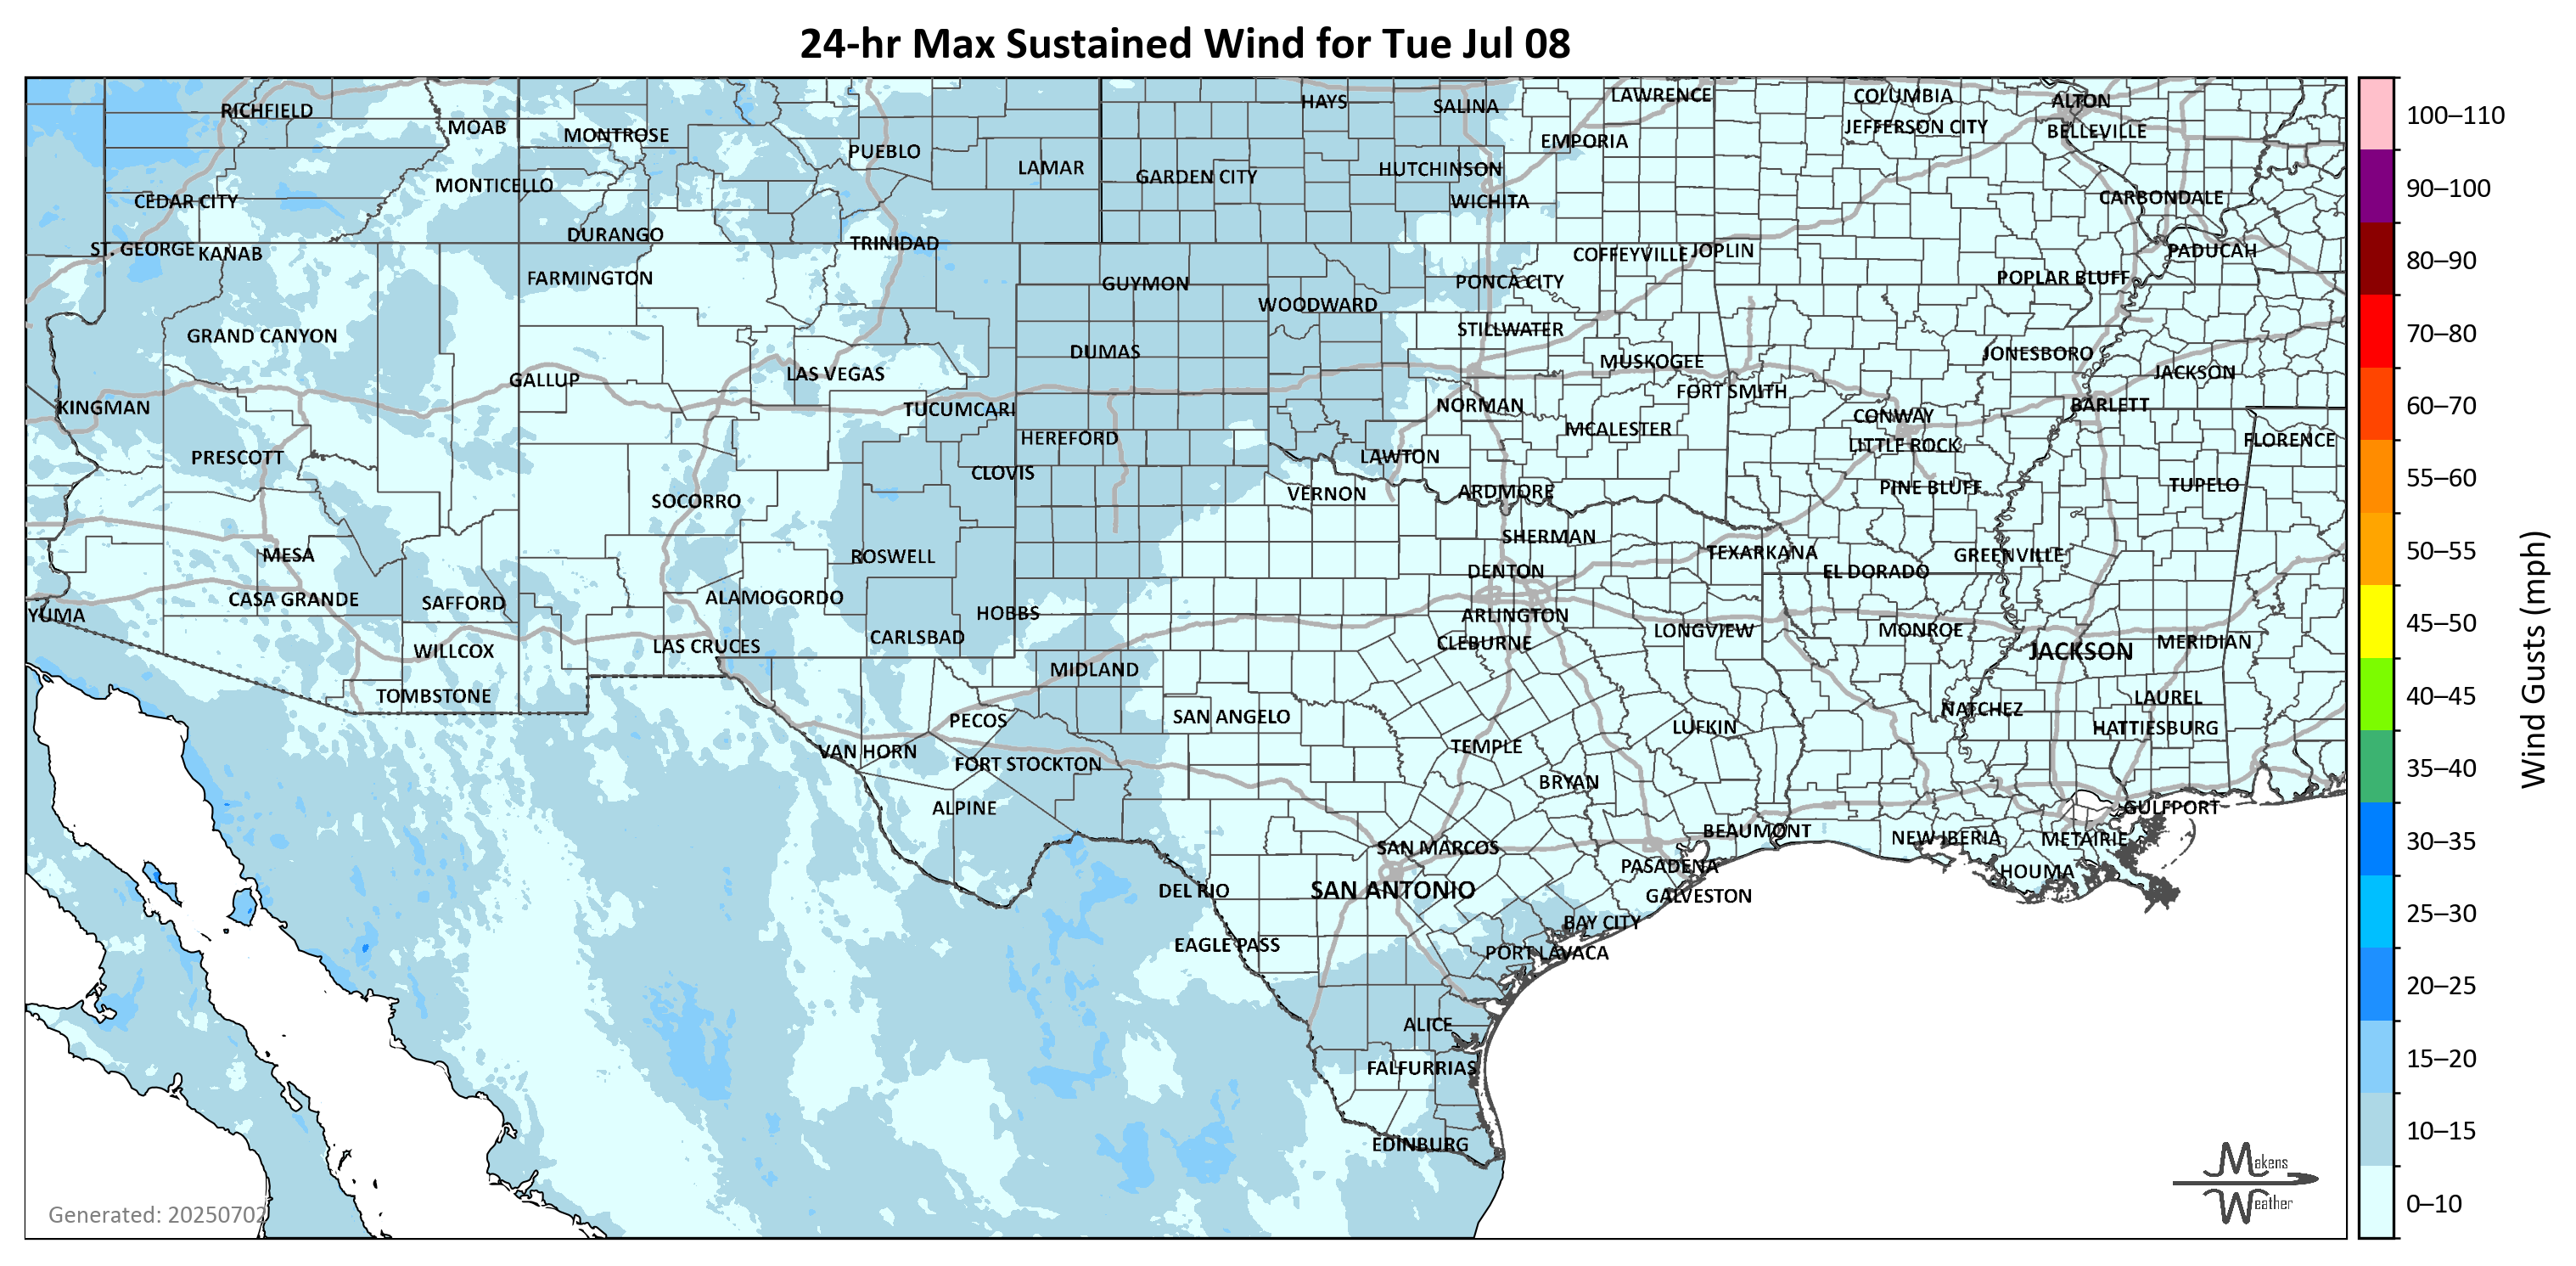 24-hr Max Sustained Wind for Tue Jul 08
RICHFIELD
MOAB
MONTROSE
PUEBLO
LAMAR
HAYS
SALINA
LAWRENCE
EMPORIA
COLUMBIA
JEFFERSON CITY
ALTON
BELLEVILLE
CEDAR CITY
MONTICELLO
GARDEN CITY
HUTCHINSON
WICHITA
CARBONDALE
ST. GEORGE
KANAB
DURANGO
TRINIDAD
COFFEYVILLE
JOPLIN
PADUCAH
FARMINGTON
GUYMON
WOODWARD
PONCA CITY
POPLAR BLUFF
GRAND CANYON
DUMAS
STILLWATER
MUSKOGEE
JONESBORO
JACKSON
GALLUP
LAS VEGAS
FORT SMITH
KINGMAN
TUCUMCARI
NORMAN
CONWAY
BARLETT
HEREFORD
MCALESTER
LITTLE ROCK
FLORENCE
PRESCOTT
CLOVIS
LAWTON
SOCORRO
VERNON
ARDMORE
PINE BLUFF
TUPELO
MESA
ROSWELL
SHERMAN
TEXARKANA
GREENVILLE
DENTON
EL DORADO
CASA GRANDE
SAFFORD
ALAMOGORDO
HOBBS
ARLINGTON
YUMA
LAS CRUCES
CARLSBAD
CLEBURNE
LONGVIEW
MONROE
MERIDIAN
WILLCOX
MIDLAND
JACKSON
TOMBSTONE
PECOS
SAN ANGELO
LUFKIN
NATCHEZ
LAUREL
HATTIESBURG
VAN HORN
FORT STOCKTON
TEMPLE
BRYAN
ALPINE
GULFPORT
SAN MARCOS
BEAUMONT
NEW IBERIA
METAIRIE
DEL RIO
SAN ANTONIO
PASADENA
GALVESTON
HOUMA
EAGLE PASS
BAY CITY
PORT LAVACA
ALICE
FALFURRIAS
EDINBURG
Generated: 20250702
Makens
Weather
100–110
90–100
80–90
70–80
60–70
55–60
50–55
45–50
40–45
35–40
30–35
25–30
20–25
15–20
10–15
0–10
Wind Gusts (mph)